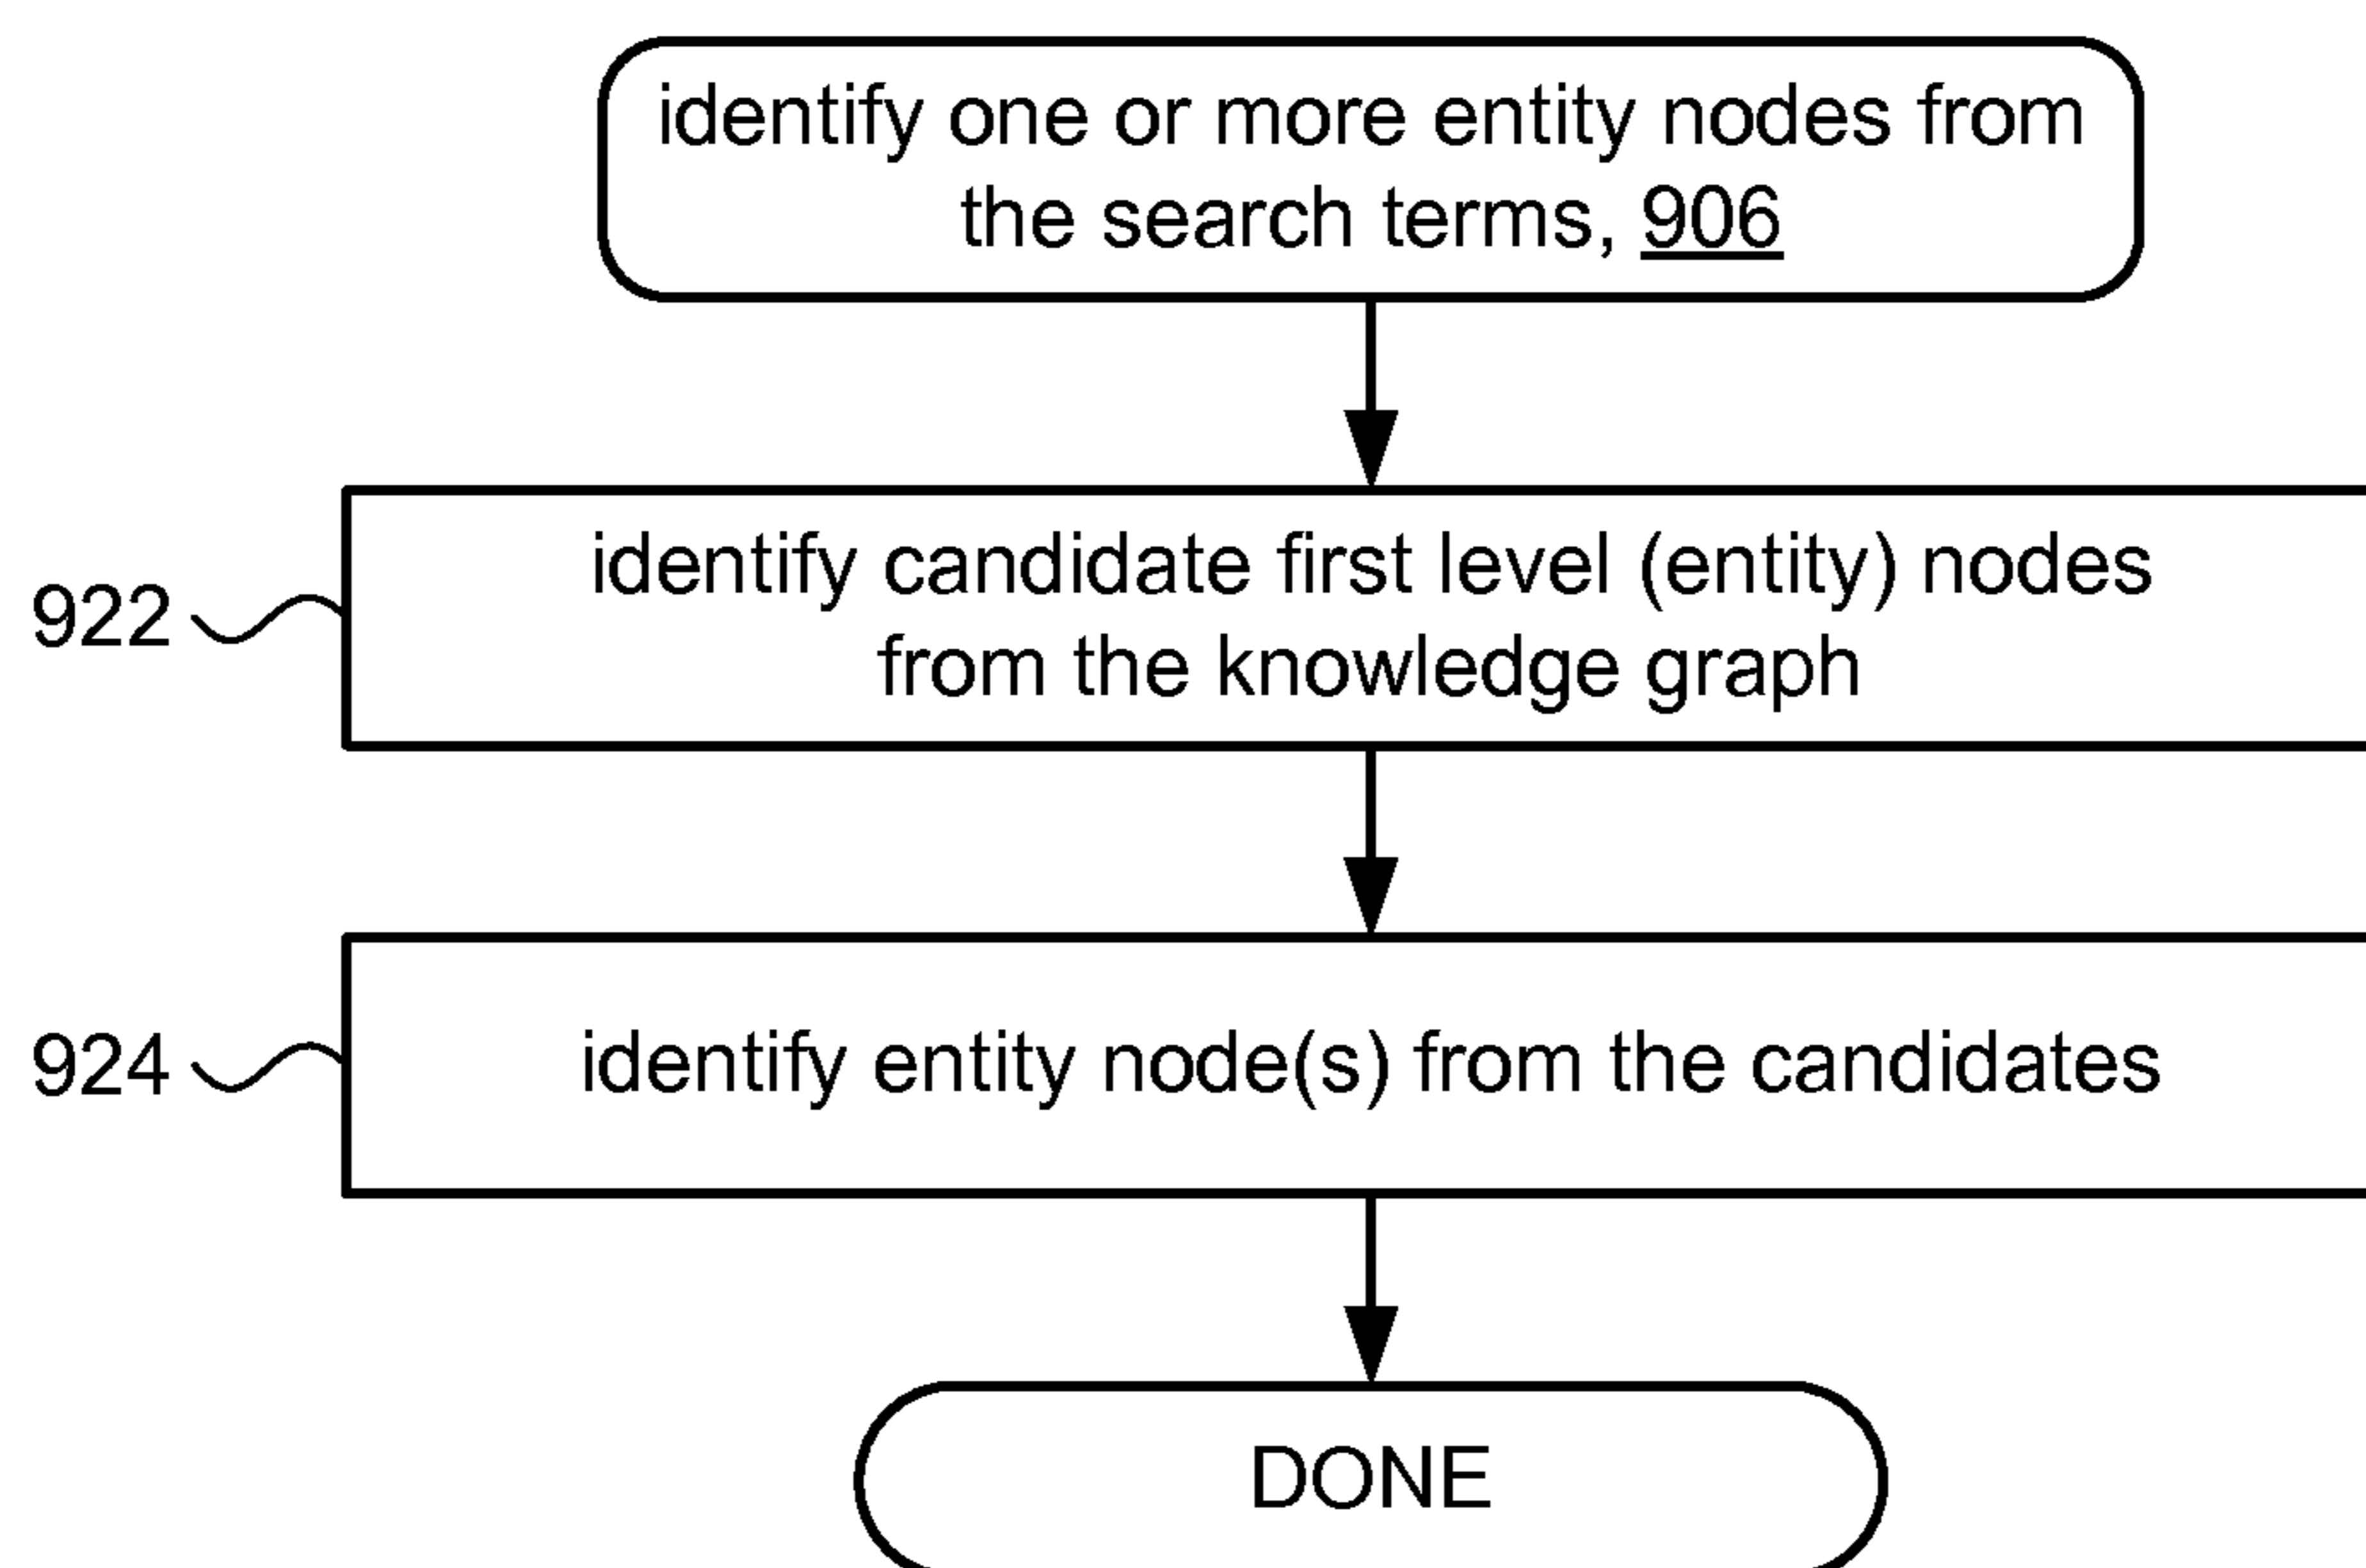 identify one or more entity nodes from
the search terms, 906
922
identify candidate first level (entity) nodes
from the knowledge graph
924
identify entity node(s) from the candidates
DONE